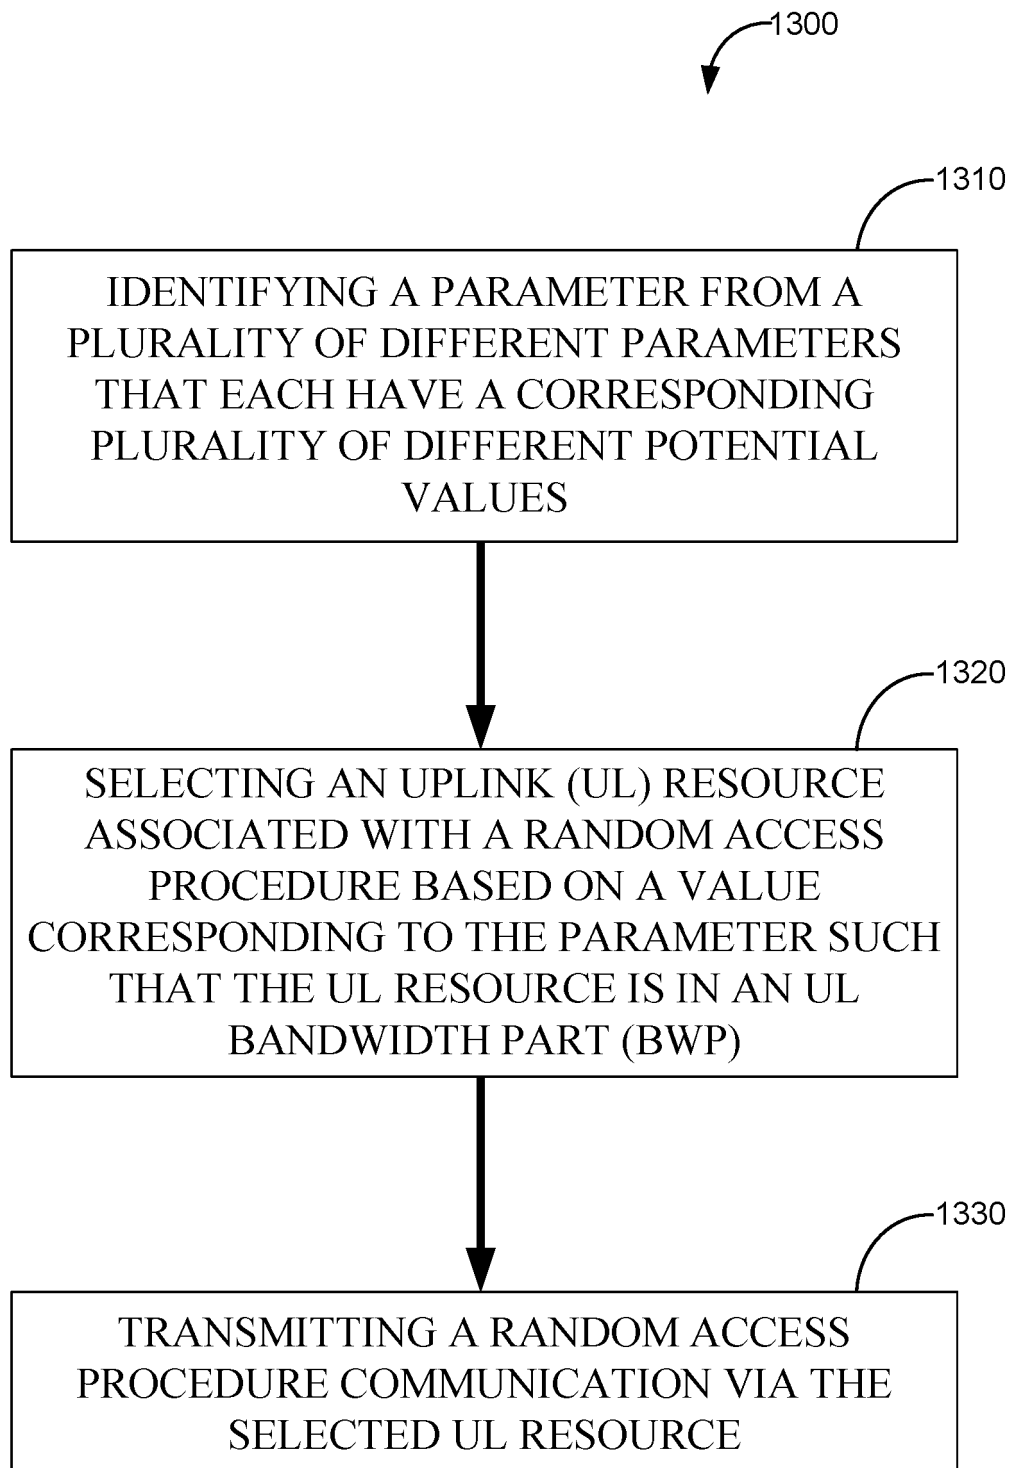 1300
1310
IDENTIFYING A PARAMETER FROM A
PLURALITY OF DIFFERENT PARAMETERS
THAT EACH HAVE A CORRESPONDING
PLURALITY OF DIFFERENT POTENTIAL
VALUES
1320
SELECTING AN UPLINK (UL) RESOURCE
ASSOCIATED WITH A RANDOM ACCESS
PROCEDURE BASED ON A VALUE
CORRESPONDING TO THE PARAMETER SUCH
THAT THE UL RESOURCE IS IN AN UL
BANDWIDTH PART (BWP)
1330
TRANSMITTING A RANDOM ACCESS
PROCEDURE COMMUNICATION VIA THE
SELECTED UL RESOURCE